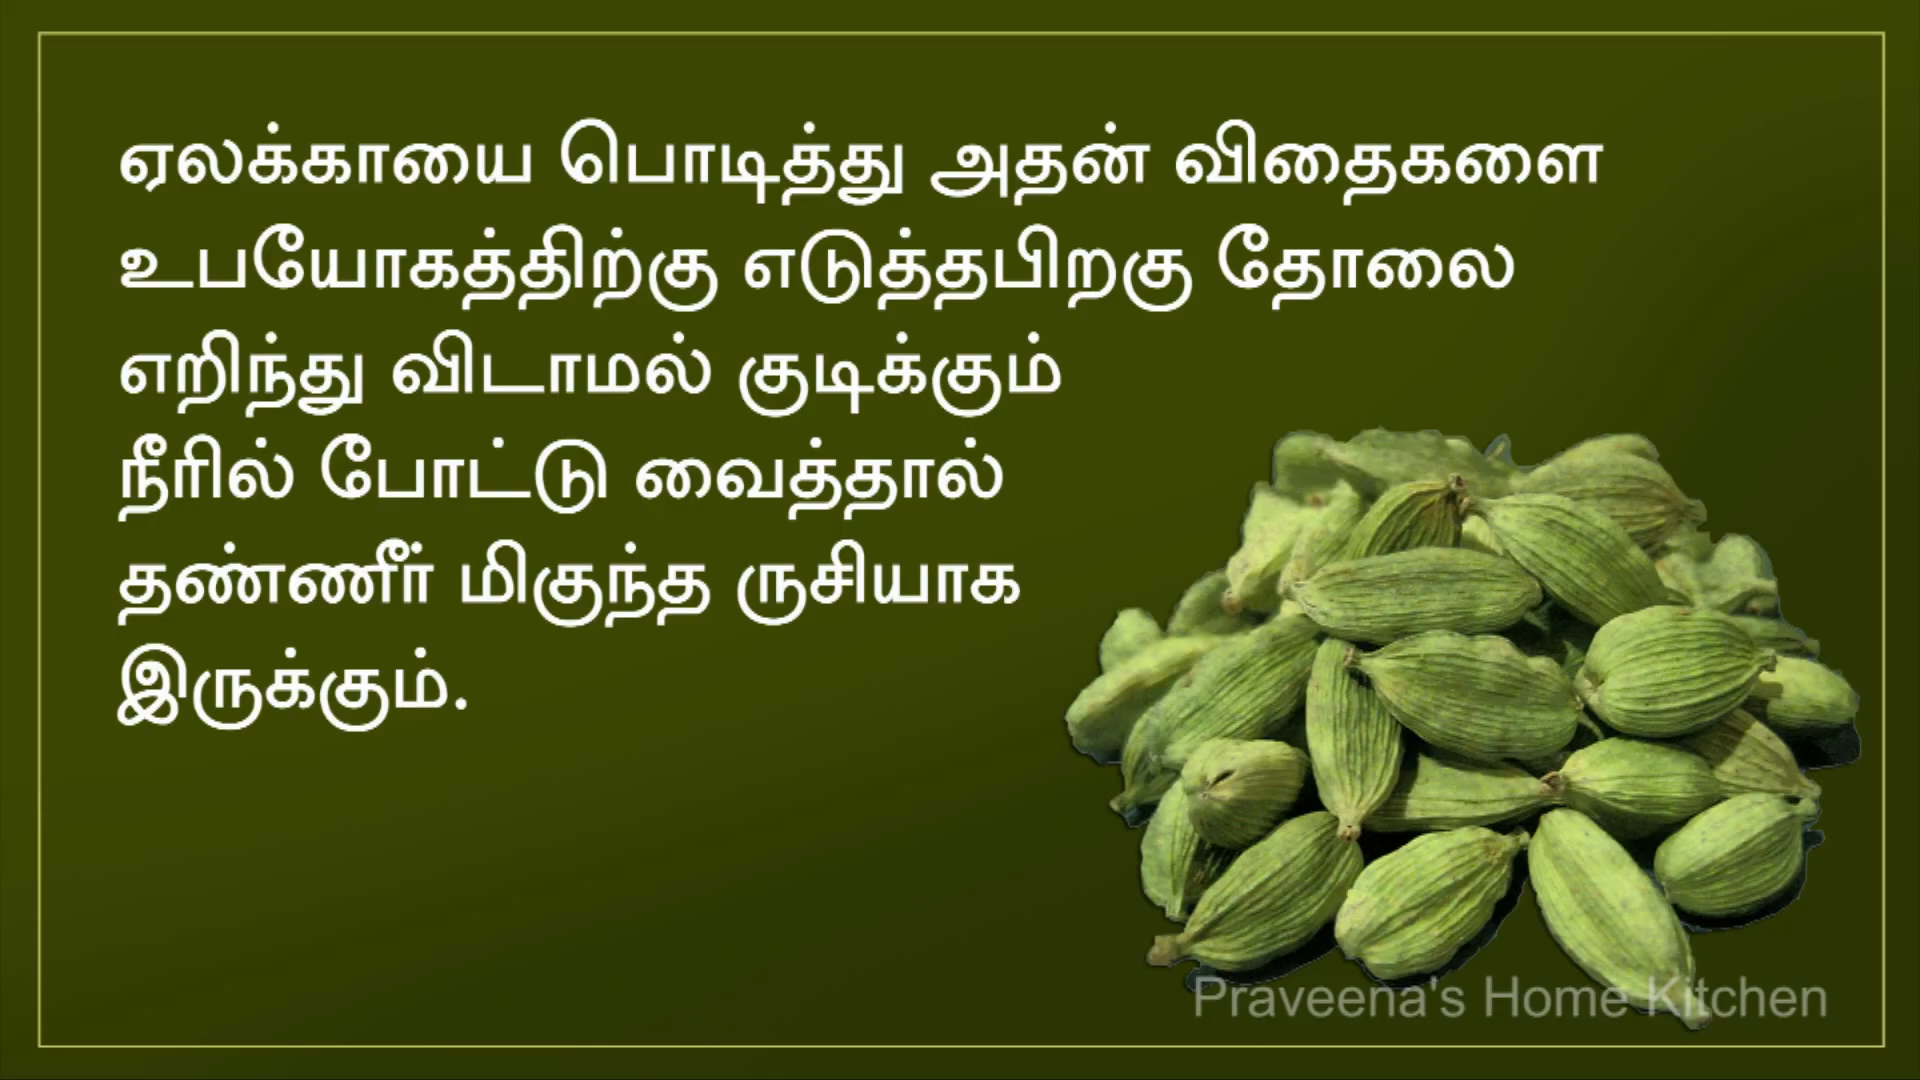 ஏலக்காயை பொடித்து அதன் விதைகளை
உபயோகத்திற்கு எடுத்தபிறகு தோலை
எறிந்து விடாமல் குடிக்கும்
நீரில் போட்டு வைத்தால்
தண்ணீர் மிகுந்த ருசியாக
இருக்கும்.
Praveena's Home Kitchen